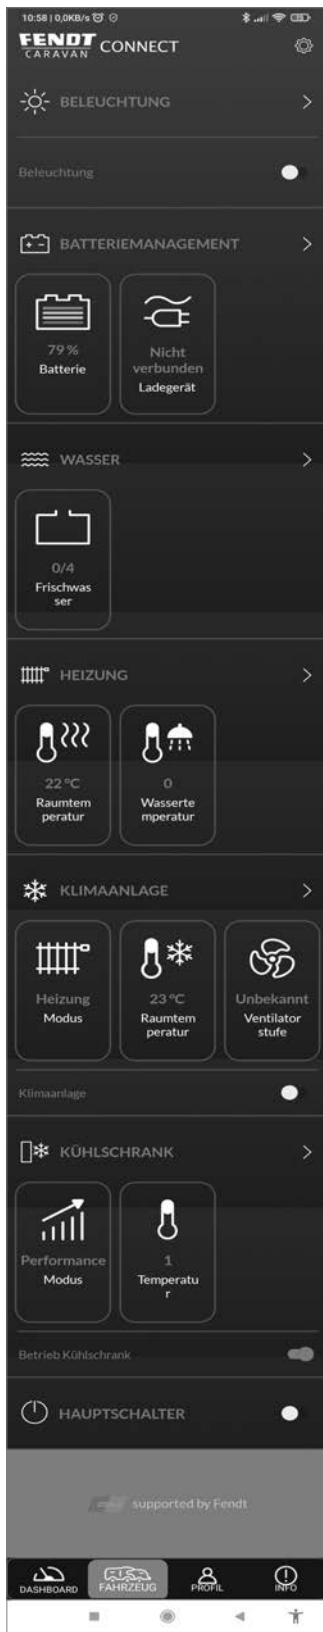 10:58 | 0,0KB/s
FENDT CONNECT
CARAVAN
BELEUCHTUNG
Beleuchtung
BATTERIEMANAGEMENT
79 %
Batterie
Nicht
verbunden
Ladegerät
WASSER
0/4
Frischwas
ser
HEIZUNG
22 °C
Raumtem
peratur
0
Wasserte
mperatur
KLIMAANLAGE
Heizung
Modus
23 °C
Raumtem
peratur
Unbekannt
Ventilator
stufe
Klimaanlage
KÜHLSCHRANK
Performance
Modus
1
Temperatu
r
Betrieb Kühlschrank
HAUPTSCHALTER
supported by Fendt
DASHBOARD FAHRZEUG PROFIL INFO